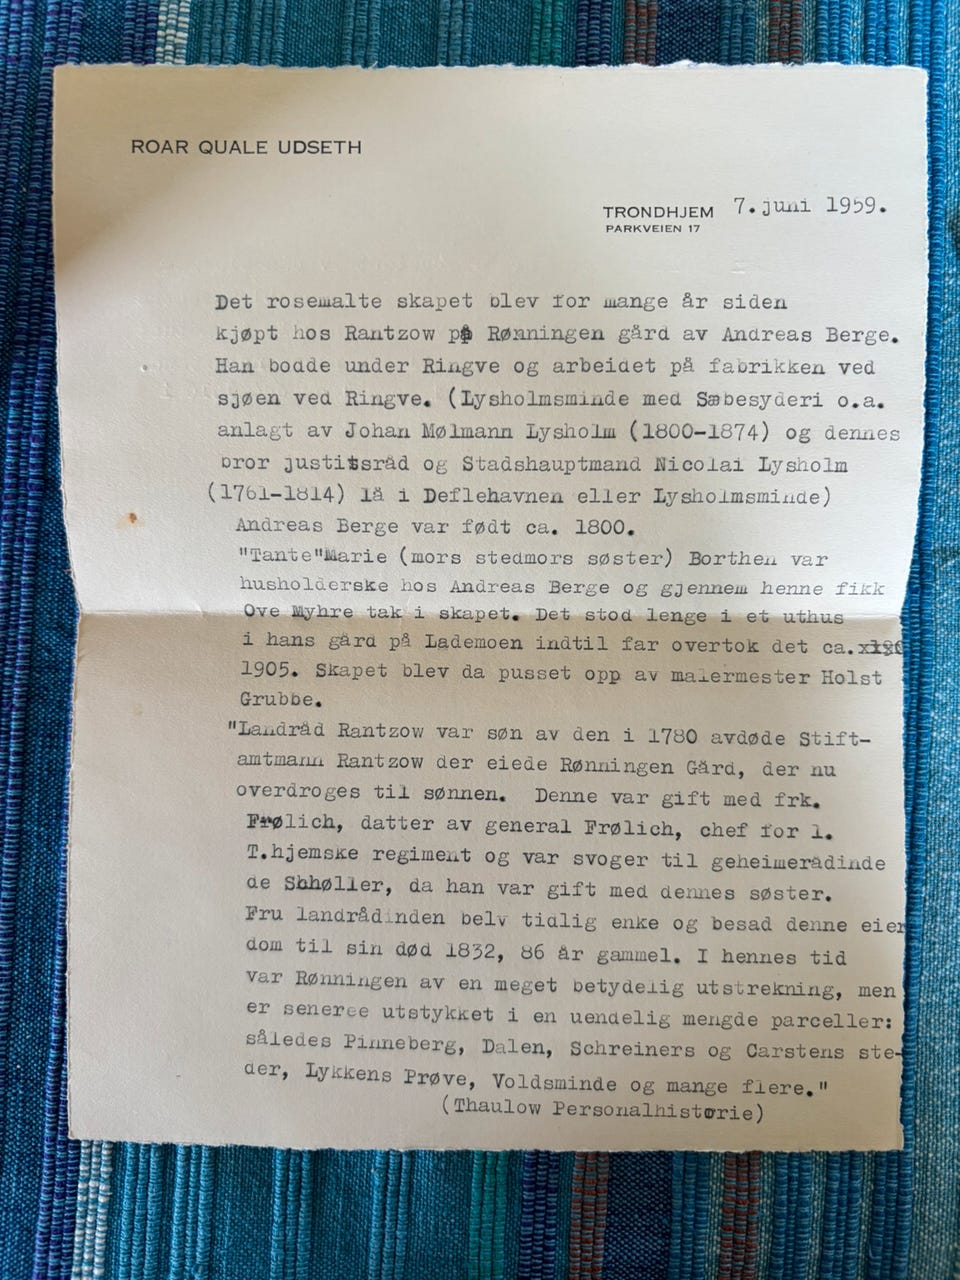 ROAR QUALE UDSETH
TRONDHJEM 7.juni 1959.
PARKVEIEN 17
Det rosemalte skapet blev for mange år siden
kjøpt hos Rantzow på Rønningen gård av Andreas Berge.
Han bodde under Ringve og arbeidet på fabrikken ved
sjøen ved Ringve. (Lysholmsminde med Sæbesyderi o.a.
anlagt av Johan Mølmann Lysholm (1800-1874) og dennes
bror justitsråd og Stadshauptmand Nicolai Lysholm
(1761-1814) lå i Deflehavnen eller Lysholmsminde)
Andreas Berge var født ca. 1800.
"Tante"Marie (mors stedmors søster) Borthen var
husholderske hos Andreas Berge og gjennem henne fikk
Ove Myhre tak i skapet. Det stod lenge i et uthus
i hans gård på Lademoen indtil far overtok det ca.
1905. Skapet blev da pusset opp av malermester Holst
Grubbe.
"Landråd Rantzow var søn av den i 1780 avdøde Stift-
amtmann Rantzow der eiede Rønningen Gård, der nu
overdroges til sønnen. Denne var gift med frk.
Frølich, datter av general Frølich, chef for 1.
T.hjemske regiment og var svoger til geheimerådinde
de Shhøller, da han var gift med dennes søster.
Fru landrådinden belv tidlig enke og besad denne eien
dom til sin død 1832, 86 år gammel. I hennes tid
var Rønningen av en meget betydelig utstrekning, men
er seneree utstykket i en uendelig mengde parceller:
således Pinneberg, Dalen, Schreiners og Carstens ste-
der, Lykkens Prøve, Voldsminde og mange flere."
(Thaulow Personalhistorie)